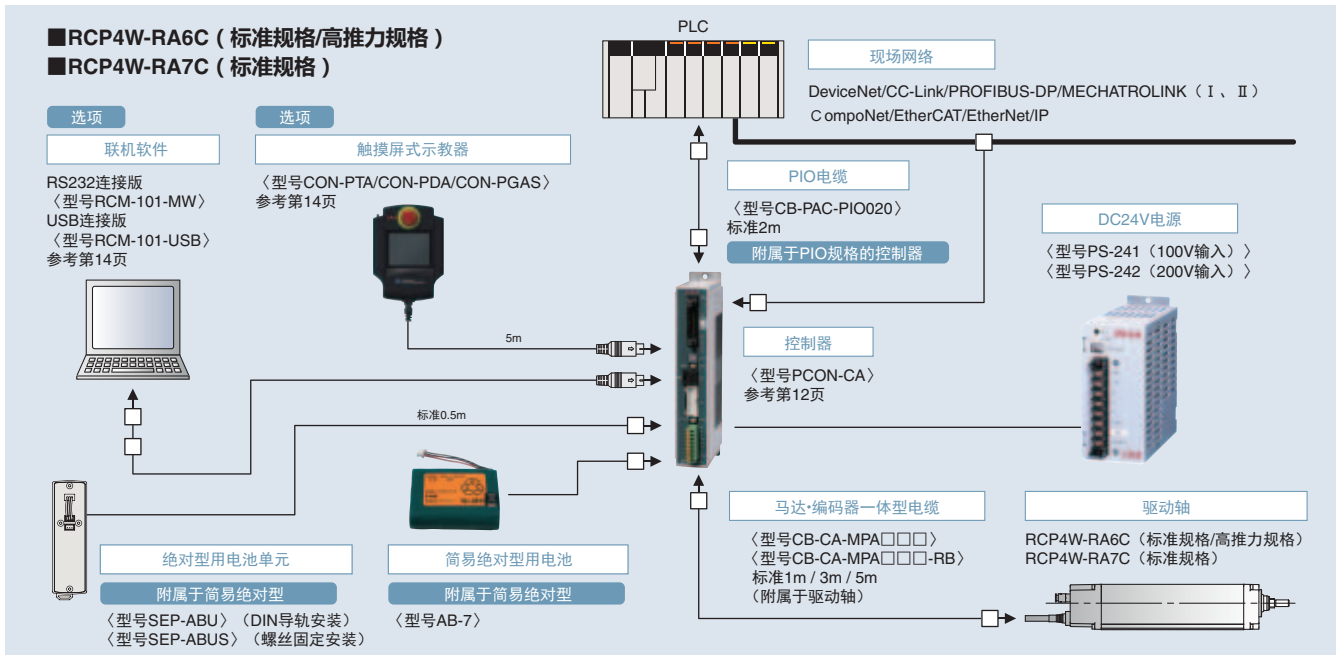 ■RCP4W-RA6C（标准规格/高推力规格）
■RCP4W-RA7C（标准规格）
选项
联机软件
RS232连接版
〈型号RCM-101-MW〉
USB连接版
〈型号RCM-101-USB〉
参考第14页
选项
触摸屏式示教器
〈型号CON-PTA/CON-PDA/CON-PGAS〉
参考第14页
5m
标准0.5m
PLC
现场网络
DeviceNet/CC-Link/PROFIBUS-DP/MECHATROLINK（Ⅰ、Ⅱ）
CompoNet/EtherCAT/EtherNet/IP
PIO电缆
〈型号CB-PAC-PIO020〉
标准2m
附属于PIO规格的控制器
DC24V电源
〈型号PS-241（100V输入）〉
〈型号PS-242（200V输入）〉
控制器
〈型号PCON-CA〉
参考第12页
绝对型用电池单元
附属于简易绝对型
〈型号SEP-ABU〉（DIN导轨安装）
〈型号SEP-ABUS〉（螺丝固定安装）
简易绝对型用电池
附属于简易绝对型
〈型号AB-7〉
马达•编码器一体型电缆
〈型号CB-CA-MPA□□□〉
〈型号CB-CA-MPA□□□-RB〉
标准1m / 3m / 5m
（附属于驱动轴）
驱动轴
RCP4W-RA6C（标准规格/高推力规格）
RCP4W-RA7C（标准规格）